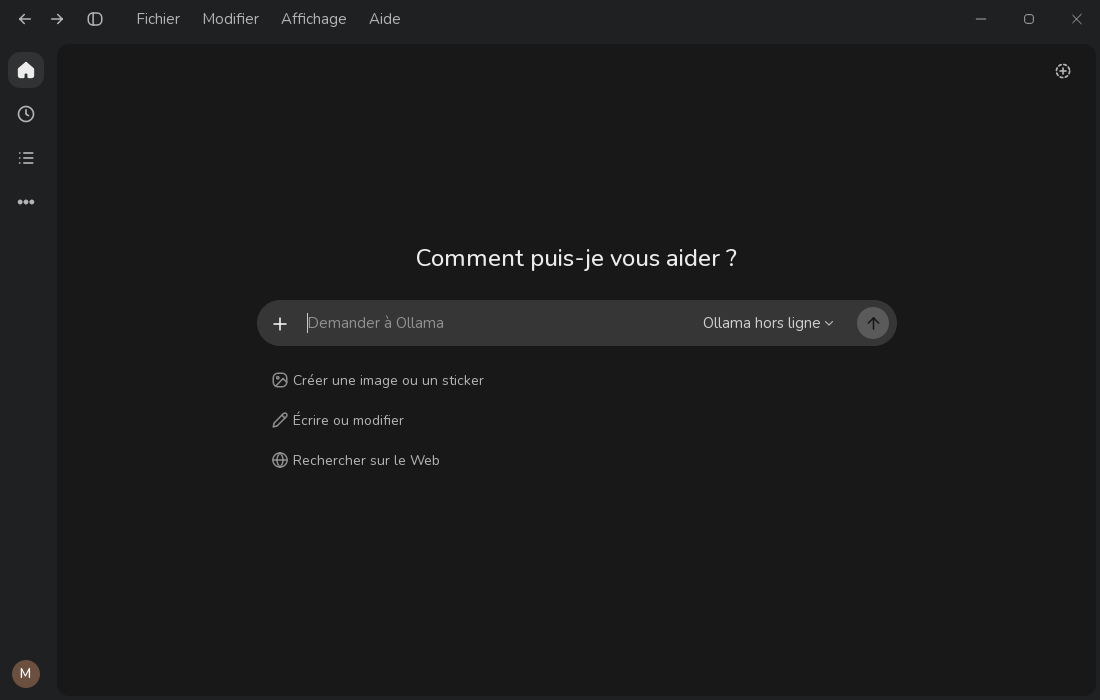 Fichier Modifier Affichage Aide
Comment puis-je vous aider ?
Demander à Ollama Ollama hors ligne
Créer une image ou un sticker
Écrire ou modifier
Rechercher sur le Web
M